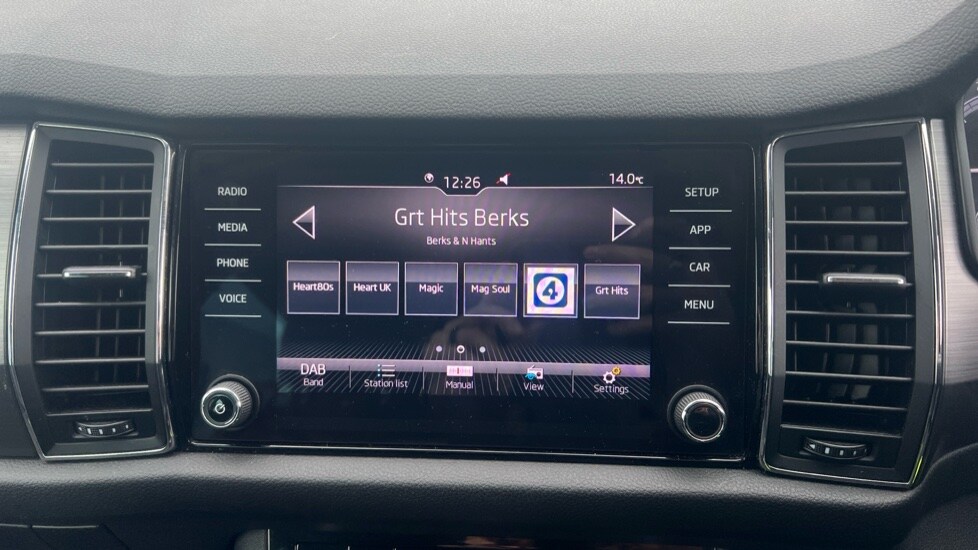 RADIO
MEDIA
PHONE
VOICE
12:26
14.0°C
Grt Hits Berks
Berks & N Hants
Heart80s
Heart UK
Magic
Mag Soul
4
Grt Hits
DAB
Band
Station list
Manual
View
Settings
SETUP
APP
CAR
MENU